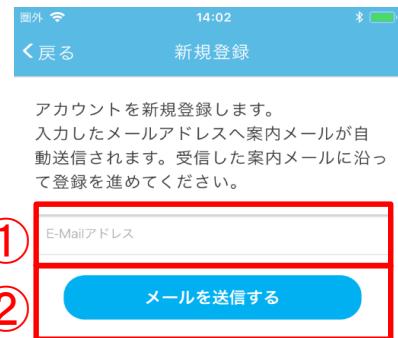 圏外 14:02
戻る 新規登録
アカウントを新規登録します。
入力したメールアドレスへ案内メールが自
動送信されます。受信した案内メールに沿っ
て登録を進めてください。
① E-Mailアドレス
② メールを送信する